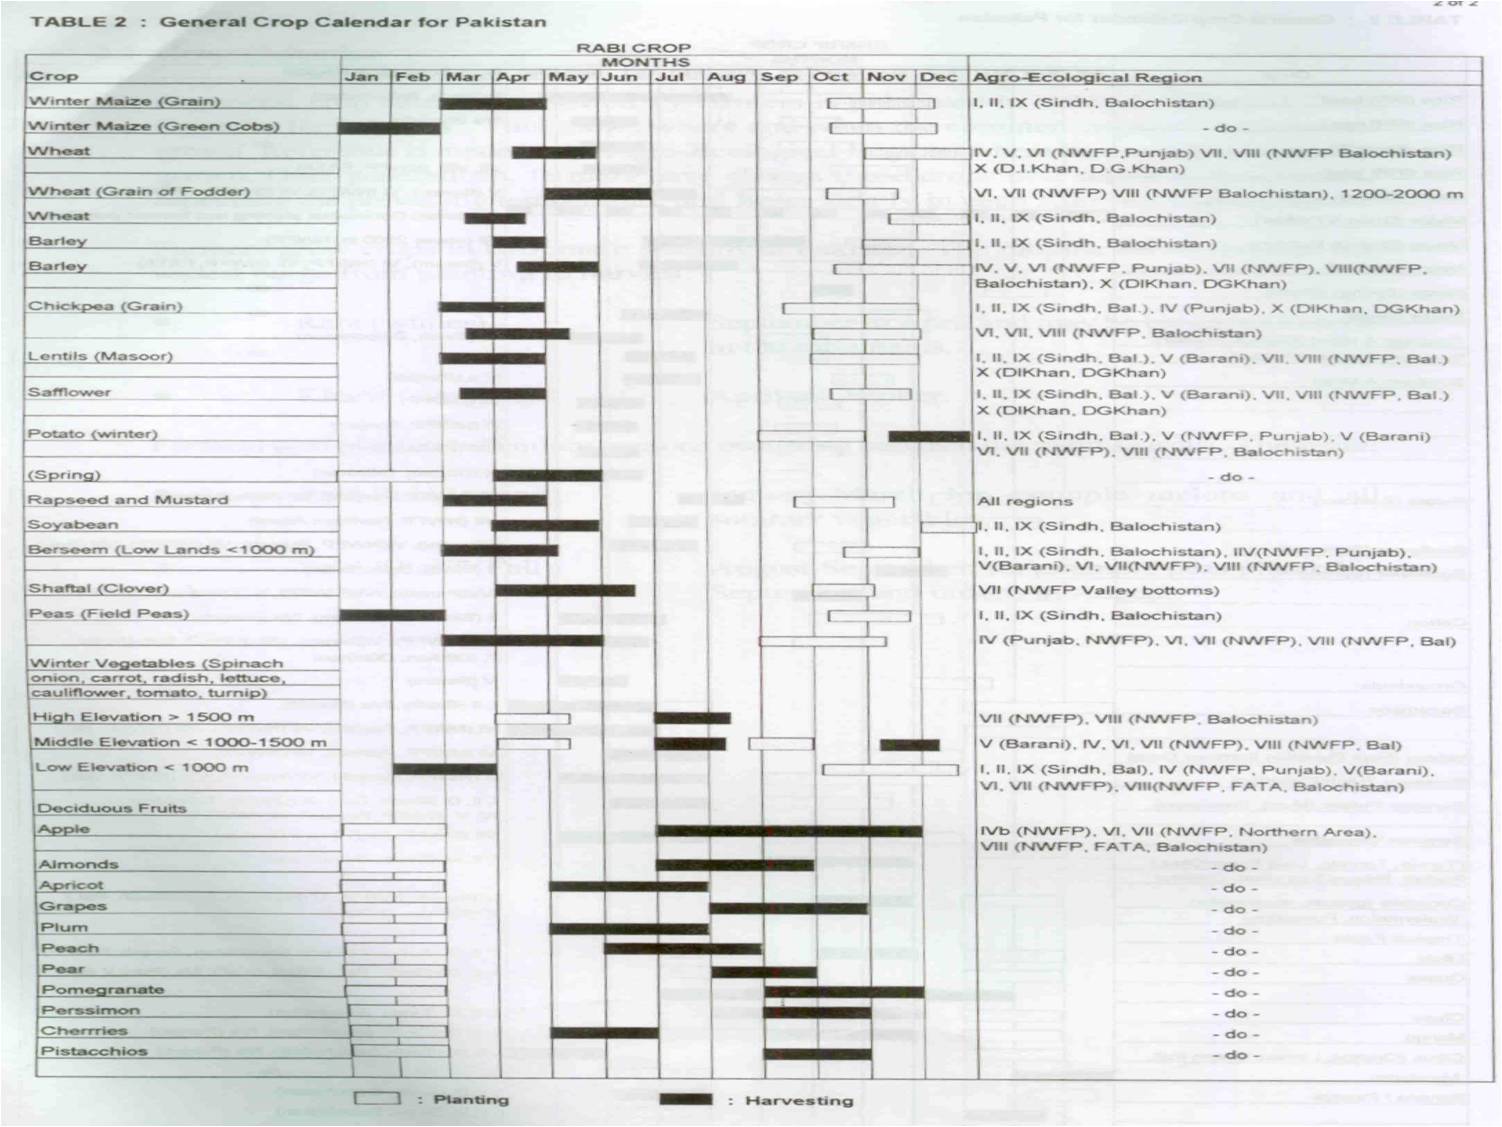 2 of 2
TABLE 2 : General Crop Calendar for Pakistan
RABI CROP
MONTHS
Crop Jan Feb Mar Apr May Jun Jul Aug Sep Oct Nov Dec Agro-Ecological Region
Winter Maize (Grain) I, II, IX (Sindh, Balochistan)
Winter Maize (Green Cobs) - do -
Wheat IV, V, VI (NWFP,Punjab) VII, VIII (NWFP Balochistan)
X (D.I.Khan, D.G.Khan)
Wheat (Grain of Fodder) VI, VII (NWFP) VIII (NWFP Balochistan), 1200-2000 m
Wheat I, II, IX (Sindh, Balochistan)
Barley I, II, IX (Sindh, Balochistan)
Barley IV, V, VI (NWFP, Punjab), VII (NWFP), VIII(NWFP,
Balochistan), X (DIKhan, DGKhan)
Chickpea (Grain) I, II, IX (Sindh, Bal.), IV (Punjab), X (DIKhan, DGKhan)
VI, VII, VIII (NWFP, Balochistan)
Lentils (Masoor) I, II, IX (Sindh, Bal.), V (Barani), VII, VIII (NWFP, Bal.)
X (DIKhan, DGKhan)
Safflower I, II, IX (Sindh, Bal.), V (Barani), VII, VIII (NWFP, Bal.)
X (DIKhan, DGKhan)
Potato (winter) I, II, IX (Sindh, Bal.), V (NWFP, Punjab), V (Barani)
VI, VII (NWFP), VIII (NWFP, Balochistan)
(Spring) - do -
Rapseed and Mustard All regions
Soyabean I, II, IX (Sindh, Balochistan)
Berseem (Low Lands <1000 m) I, II, IX (Sindh, Balochistan), IIV(NWFP, Punjab),
V(Barani), VI, VII(NWFP), VIII (NWFP, Balochistan)
Shaftal (Clover) VII (NWFP Valley bottoms)
Peas (Field Peas) I, II, IX (Sindh, Balochistan)
IV (Punjab, NWFP), VI, VII (NWFP), VIII (NWFP, Bal)
Winter Vegetables (Spinach
onion, carrot, radish, lettuce,
cauliflower, tomato, turnip)
High Elevation > 1500 m VII (NWFP), VIII (NWFP, Balochistan)
Middle Elevation < 1000-1500 m V (Barani), IV, VI, VII (NWFP), VIII (NWFP, Bal)
Low Elevation < 1000 m I, II, IX (Sindh, Bal), IV (NWFP, Punjab), V(Barani),
VI, VII (NWFP), VIII(NWFP, FATA, Balochistan)
Deciduous Fruits
Apple IVb (NWFP), VI, VII (NWFP, Northern Area),
VIII (NWFP, FATA, Balochistan)
Almonds - do -
Apricot - do -
Grapes - do -
Plum - do -
Peach - do -
Pear - do -
Pomegranate - do -
Perssimon - do -
Cherrries - do -
Pistacchios - do -
: Planting : Harvesting